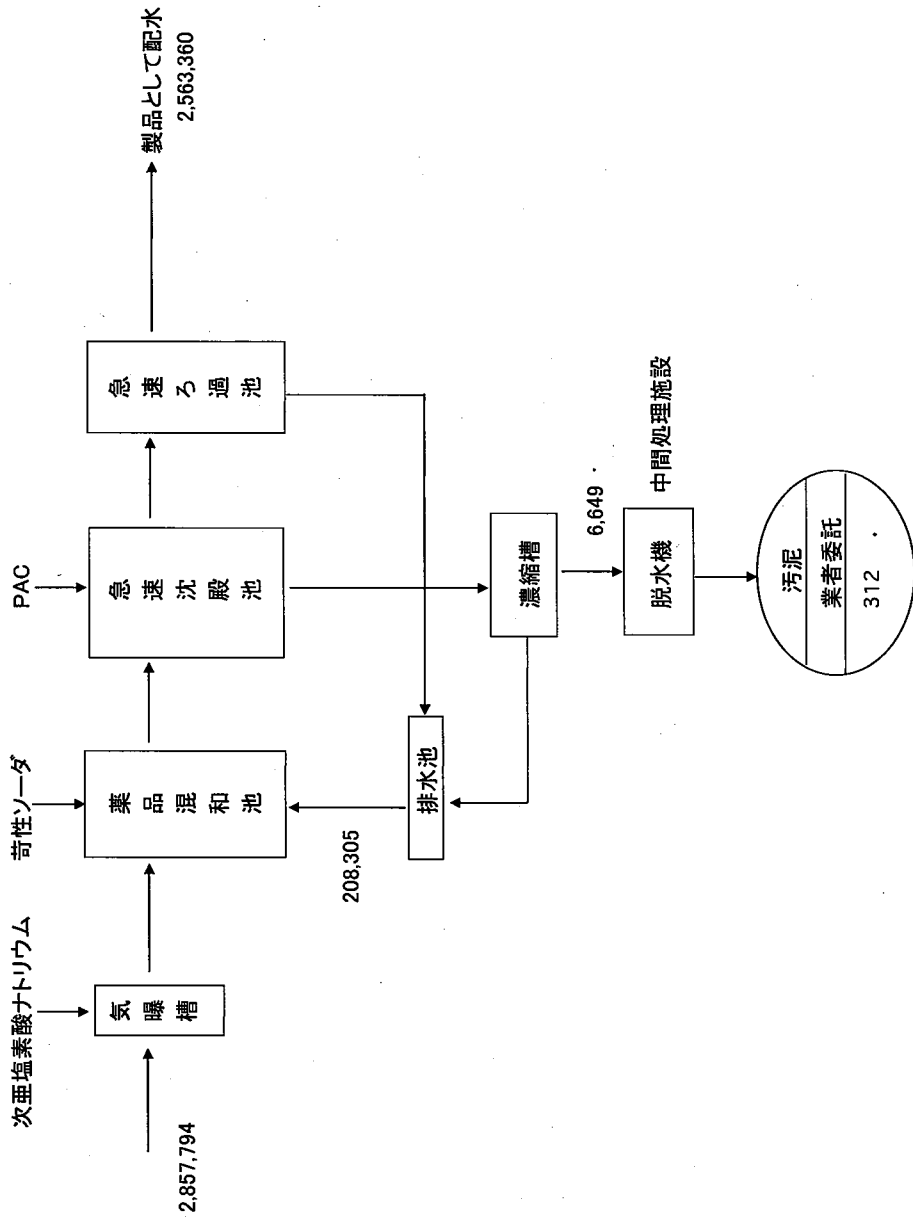 次亜塩素酸ナトリウム
苛性ソーダ
PAC
2,857,794
気曝槽
薬品混和池
急速沈殿池
急速ろ過池
製品として配水
2,563,360
208,305
排水池
濃縮槽
6,649
脱水機
中間処理施設
汚泥
業者委託
312